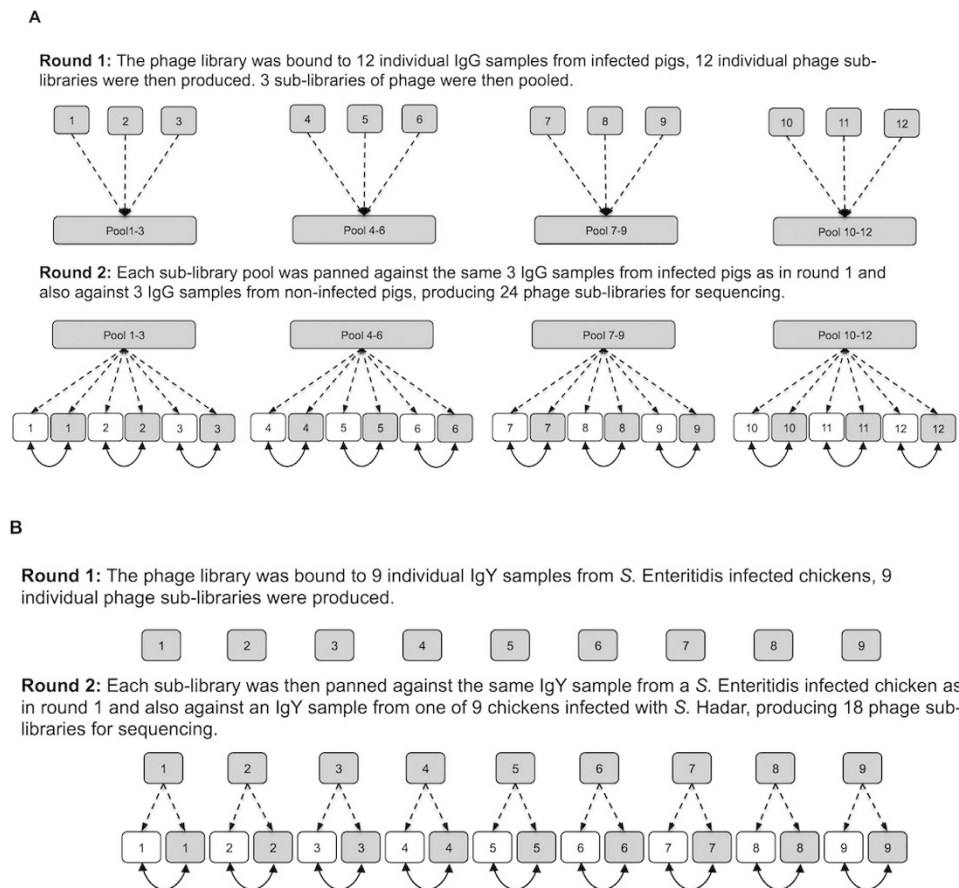 A
Round 1: The phage library was bound to 12 individual IgG samples from infected pigs, 12 individual phage sub-
libraries were then produced. 3 sub-libraries of phage were then pooled.
1 2 3 4 5 6 7 8 9 10 11 12
Pool1-3 Pool 4-6 Pool 7-9 Pool 10-12
Round 2: Each sub-library pool was panned against the same 3 IgG samples from infected pigs as in round 1 and
also against 3 IgG samples from non-infected pigs, producing 24 phage sub-libraries for sequencing.
Pool 1-3 Pool 4-6 Pool 7-9 Pool 10-12
1 1 2 2 3 3 4 4 5 5 6 6 7 7 8 8 9 9 10 10 11 11 12 12
B
Round 1: The phage library was bound to 9 individual IgY samples from S. Enteritidis infected chickens, 9
individual phage sub-libraries were produced.
1 2 3 4 5 6 7 8 9
Round 2: Each sub-library was then panned against the same IgY sample from a S. Enteritidis infected chicken as
in round 1 and also against an IgY sample from one of 9 chickens infected with S. Hadar, producing 18 phage sub-
libraries for sequencing.
1 2 3 4 5 6 7 8 9
1 1 2 2 3 3 4 4 5 5 6 6 7 7 8 8 9 9